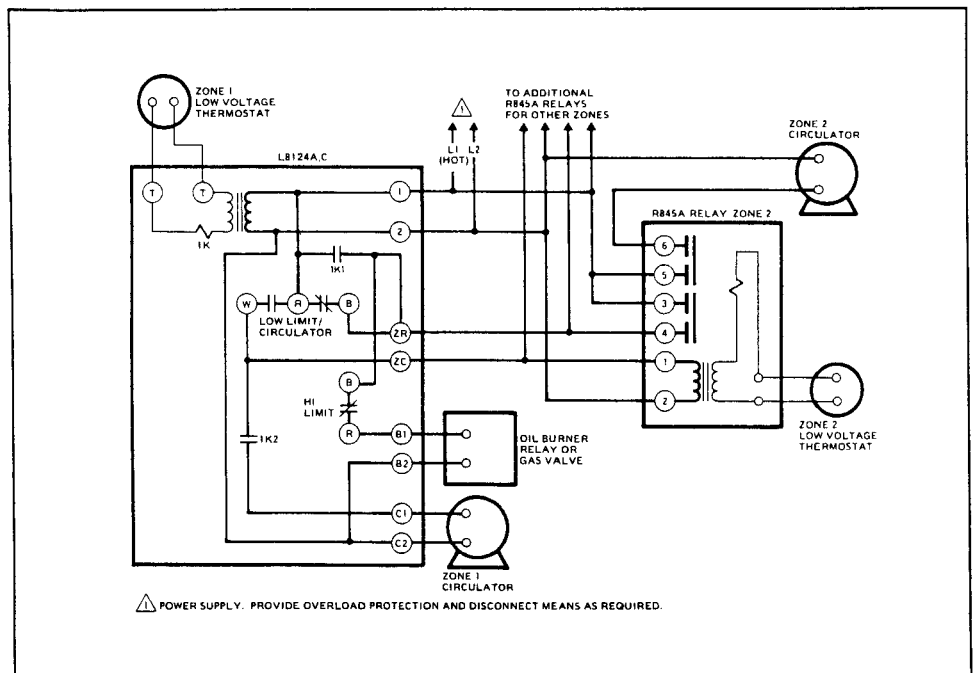 ZONE 1
LOW VOLTAGE
THERMOSTAT
1
TO ADDITIONAL
R845A RELAYS
FOR OTHER ZONES
ZONE 2
CIRCULATOR
L8124A,C
L1
(HOT)
L2
T
T
1
1K
2
R845A RELAY ZONE 2
6
1K1
5
W
R
B
3
LOW LIMIT/
CIRCULATOR
ZR
4
ZC
1
B
HI
LIMIT
2
1K2
R
B1
OIL BURNER
RELAY OR
GAS VALVE
B2
ZONE 2
LOW VOLTAGE
THERMOSTAT
C1
C2
ZONE 1
CIRCULATOR
1 POWER SUPPLY. PROVIDE OVERLOAD PROTECTION AND DISCONNECT MEANS AS REQUIRED.